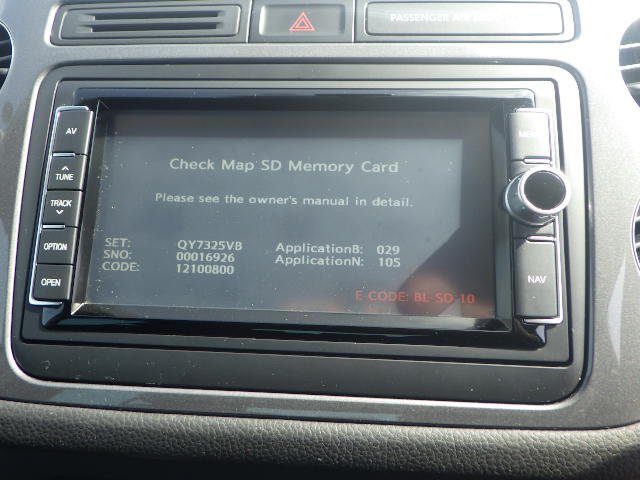 PASSENGER AIR
AV
TUNE
TRACK
OPTION
OPEN
Check Map SD Memory Card
Please see the owner's manual in detail.
SET: QY7325VB ApplicationB: 029
SNO: 00016926 ApplicationN: 105
CODE: 12100800
E-CODE: BL SD 10
MENU
NAV